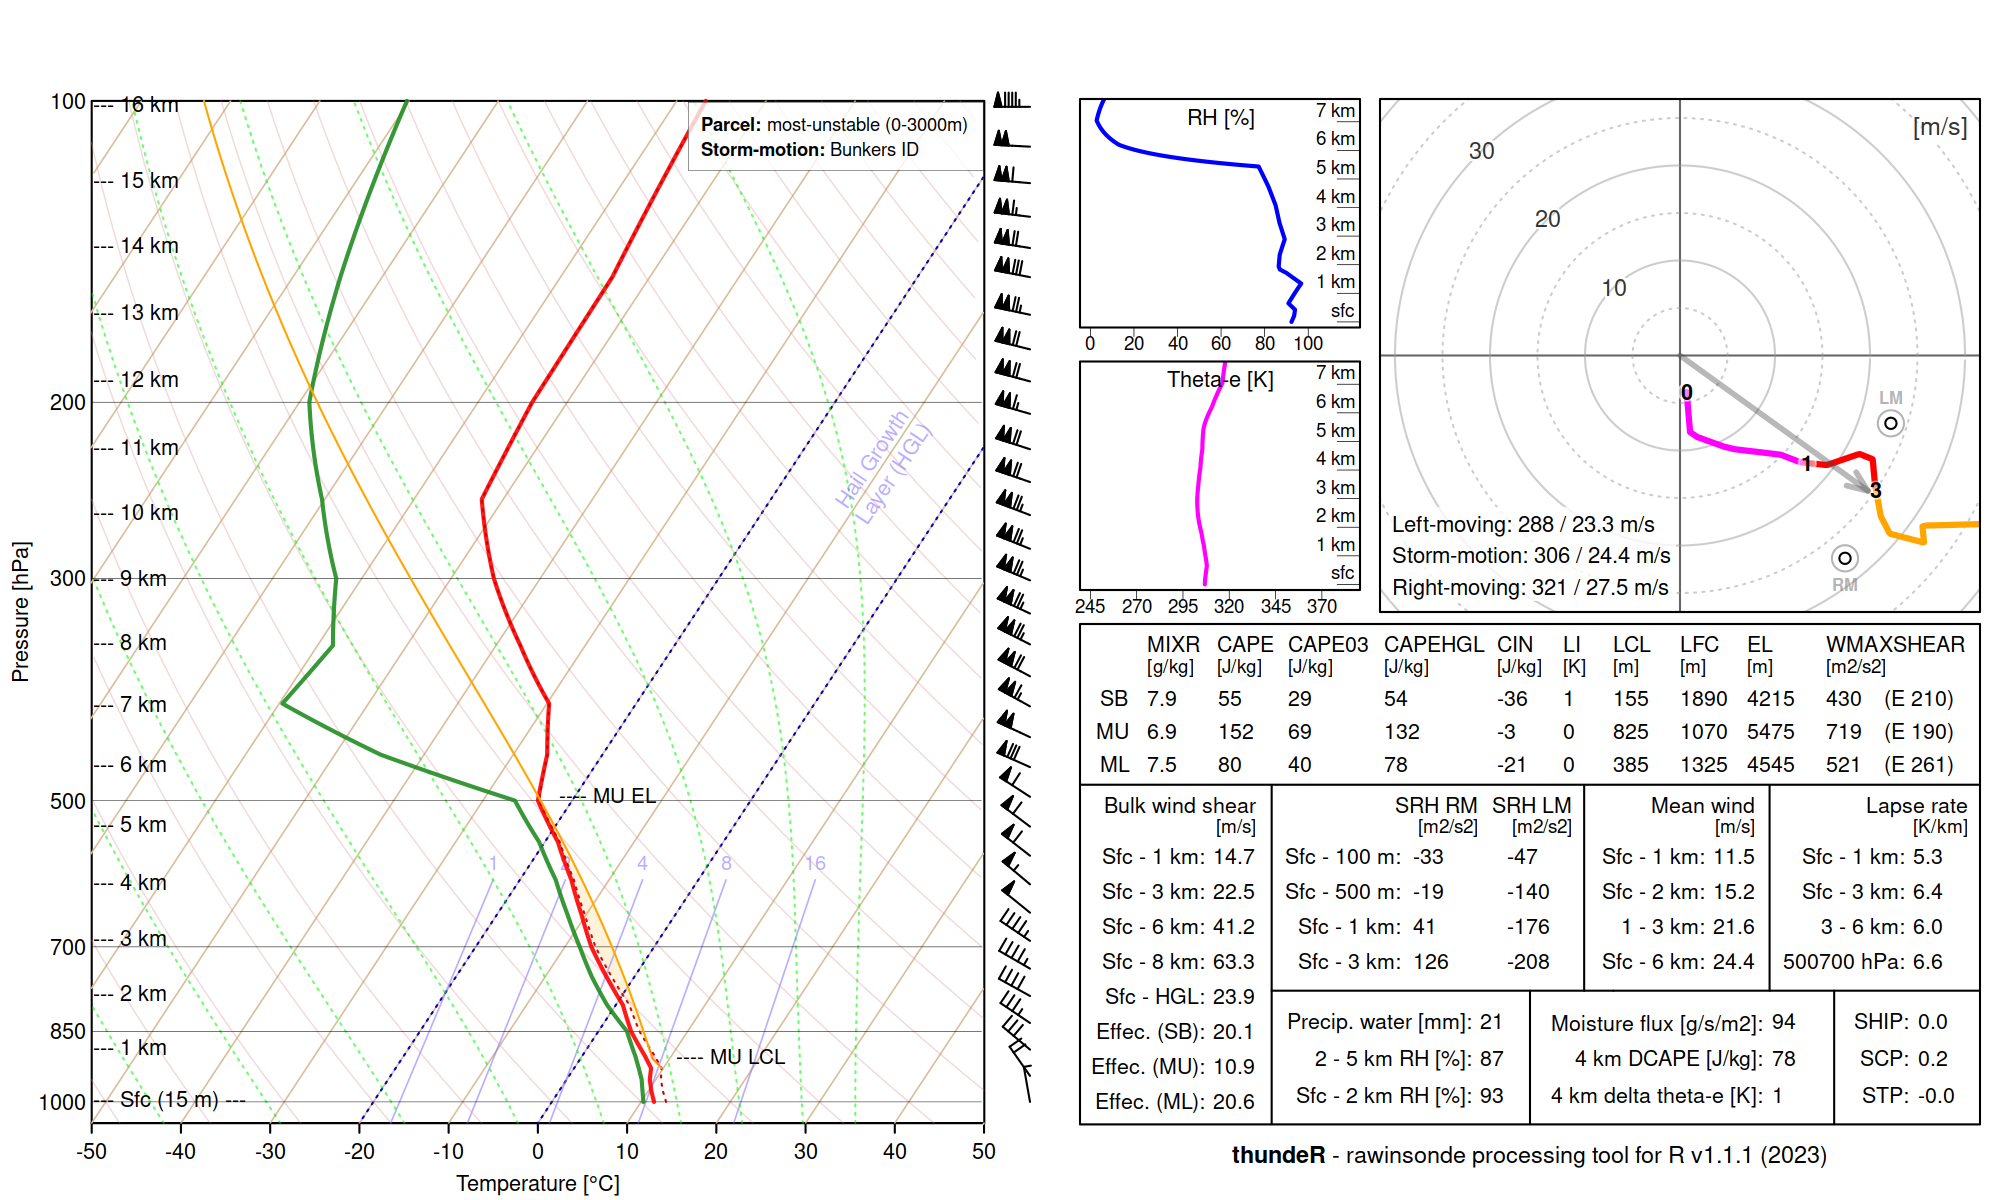 100
200
300
500
700
850
1000
Pressure [hPa]
--- 16 km
--- 15 km
--- 14 km
--- 13 km
--- 12 km
--- 11 km
--- 10 km
--- 9 km
--- 8 km
--- 7 km
--- 6 km
--- 5 km
--- 4 km
--- 3 km
--- 2 km
--- 1 km
--- Sfc (15 m) ---
Parcel: most-unstable (0-3000m)
Storm-motion: Bunkers ID
Hail Growth
Layer (HGL)
---- MU EL
1 4 8 16
---- MU LCL
-50 -40 -30 -20 -10 0 10 20 30 40 50
Temperature [°C]
RH [%]
7 km
6 km
5 km
4 km
3 km
2 km
1 km
sfc
0 20 40 60 80 100
Theta-e [K]
7 km
6 km
5 km
4 km
3 km
2 km
1 km
sfc
245 270 295 320 345 370
[m/s]
30
20
10
0
LM
1
3
RM
Left-moving: 288 / 23.3 m/s
Storm-motion: 306 / 24.4 m/s
Right-moving: 321 / 27.5 m/s
MIXR CAPE CAPE03 CAPEHGL CIN LI LCL LFC EL WMAXSHEAR
[g/kg] [J/kg] [J/kg] [J/kg] [J/kg] [K] [m] [m] [m] [m2/s2]
SB 7.9 55 29 54 -36 1 155 1890 4215 430 (E 210)
MU 6.9 152 69 132 -3 0 825 1070 5475 719 (E 190)
ML 7.5 80 40 78 -21 0 385 1325 4545 521 (E 261)
Bulk wind shear
[m/s]
Sfc - 1 km: 14.7
Sfc - 3 km: 22.5
Sfc - 6 km: 41.2
Sfc - 8 km: 63.3
Sfc - HGL: 23.9
Effec. (SB): 20.1
Effec. (MU): 10.9
Effec. (ML): 20.6
SRH RM SRH LM
[m2/s2] [m2/s2]
Sfc - 100 m: -33 -47
Sfc - 500 m: -19 -140
Sfc - 1 km: 41 -176
Sfc - 3 km: 126 -208
Mean wind
[m/s]
Sfc - 1 km: 11.5
Sfc - 2 km: 15.2
1 - 3 km: 21.6
Sfc - 6 km: 24.4
Lapse rate
[K/km]
Sfc - 1 km: 5.3
Sfc - 3 km: 6.4
3 - 6 km: 6.0
500700 hPa: 6.6
Precip. water [mm]: 21
2 - 5 km RH [%]: 87
Sfc - 2 km RH [%]: 93
Moisture flux [g/s/m2]: 94
4 km DCAPE [J/kg]: 78
4 km delta theta-e [K]: 1
SHIP: 0.0
SCP: 0.2
STP: -0.0
thundeR - rawinsonde processing tool for R v1.1.1 (2023)